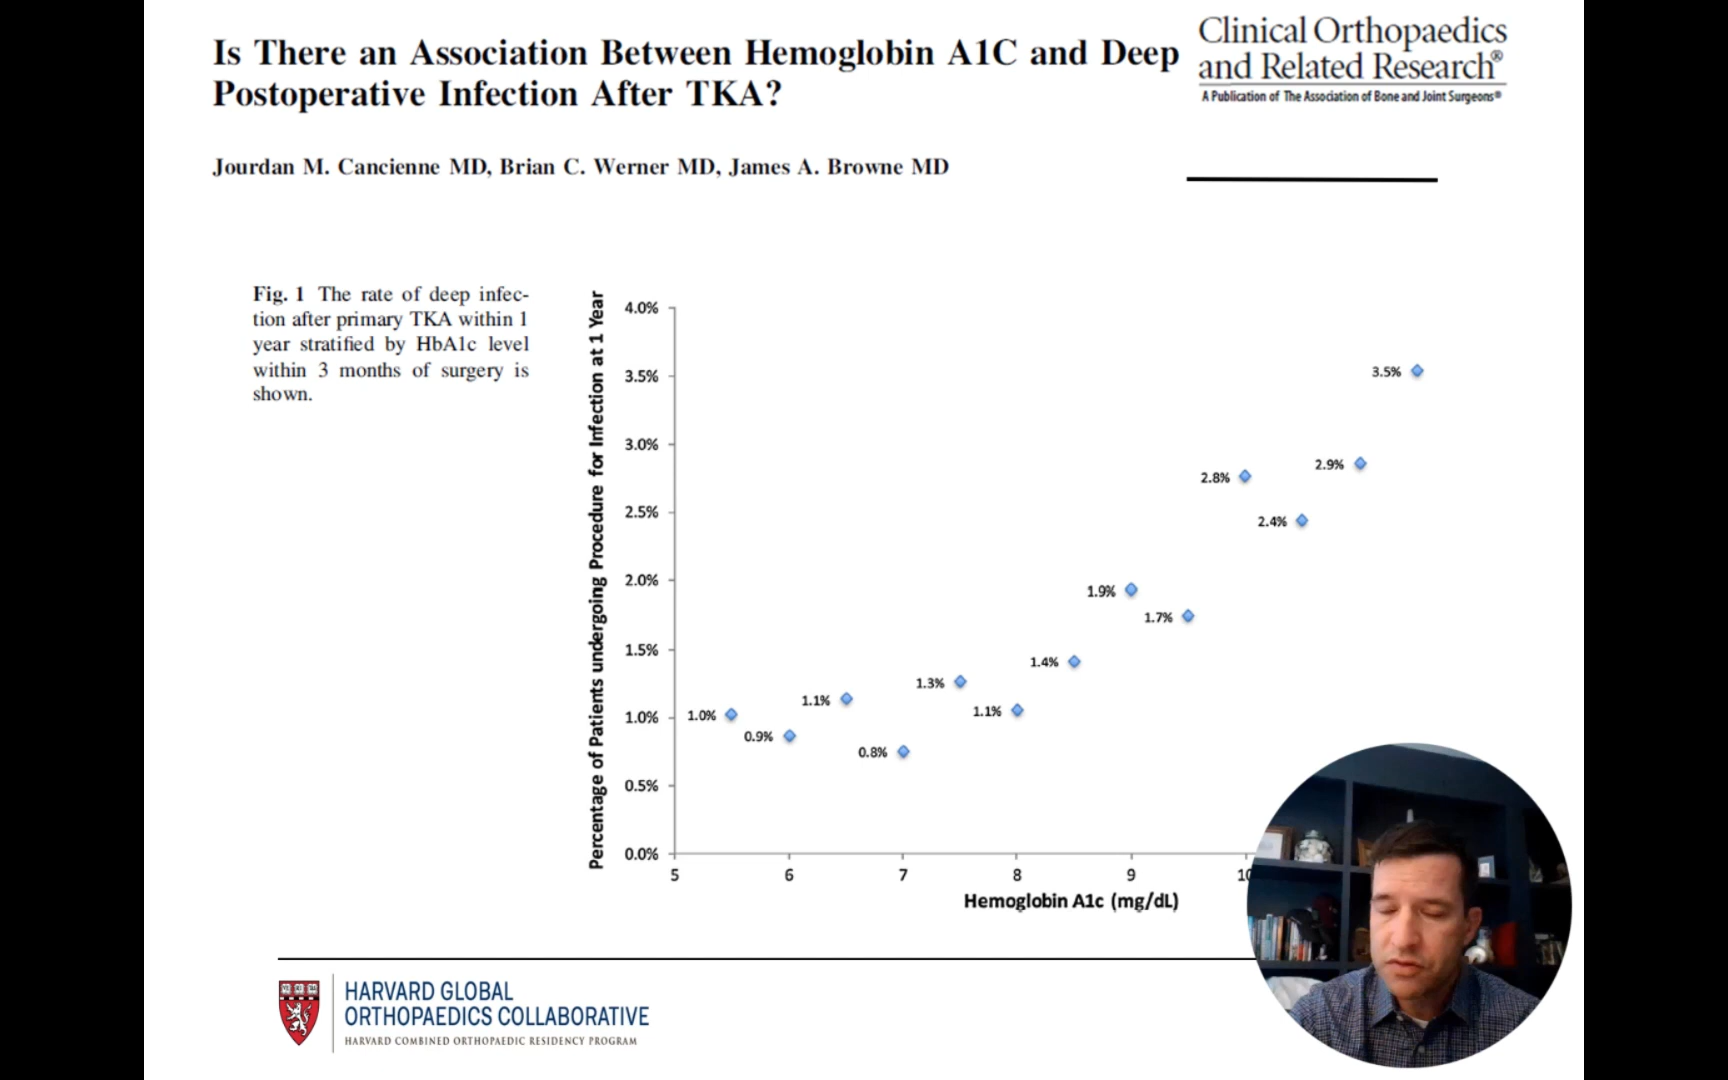 Is There an Association Between Hemoglobin A1C and Deep
Postoperative Infection After TKA?
Clinical Orthopaedics
and Related Research®
A Publication of The Association of Bone and Joint Surgeons®
Jourdan M. Cancienne MD, Brian C. Werner MD, James A. Browne MD
Fig. 1 The rate of deep infec-
tion after primary TKA within 1
year stratified by HbA1c level
within 3 months of surgery is
shown.
Percentage of Patients undergoing Procedure for Infection at 1 Year
4.0%
3.5%
3.0%
2.5%
2.0%
1.5%
1.0%
0.5%
0.0%
1.0%
0.9%
1.1%
0.8%
1.3%
1.1%
1.4%
1.9%
1.7%
2.8%
2.4%
2.9%
3.5%
5
6
7
8
9
10
Hemoglobin A1c (mg/dL)
HARVARD GLOBAL
ORTHOPAEDICS COLLABORATIVE
HARVARD COMBINED ORTHOPAEDIC RESIDENCY PROGRAM